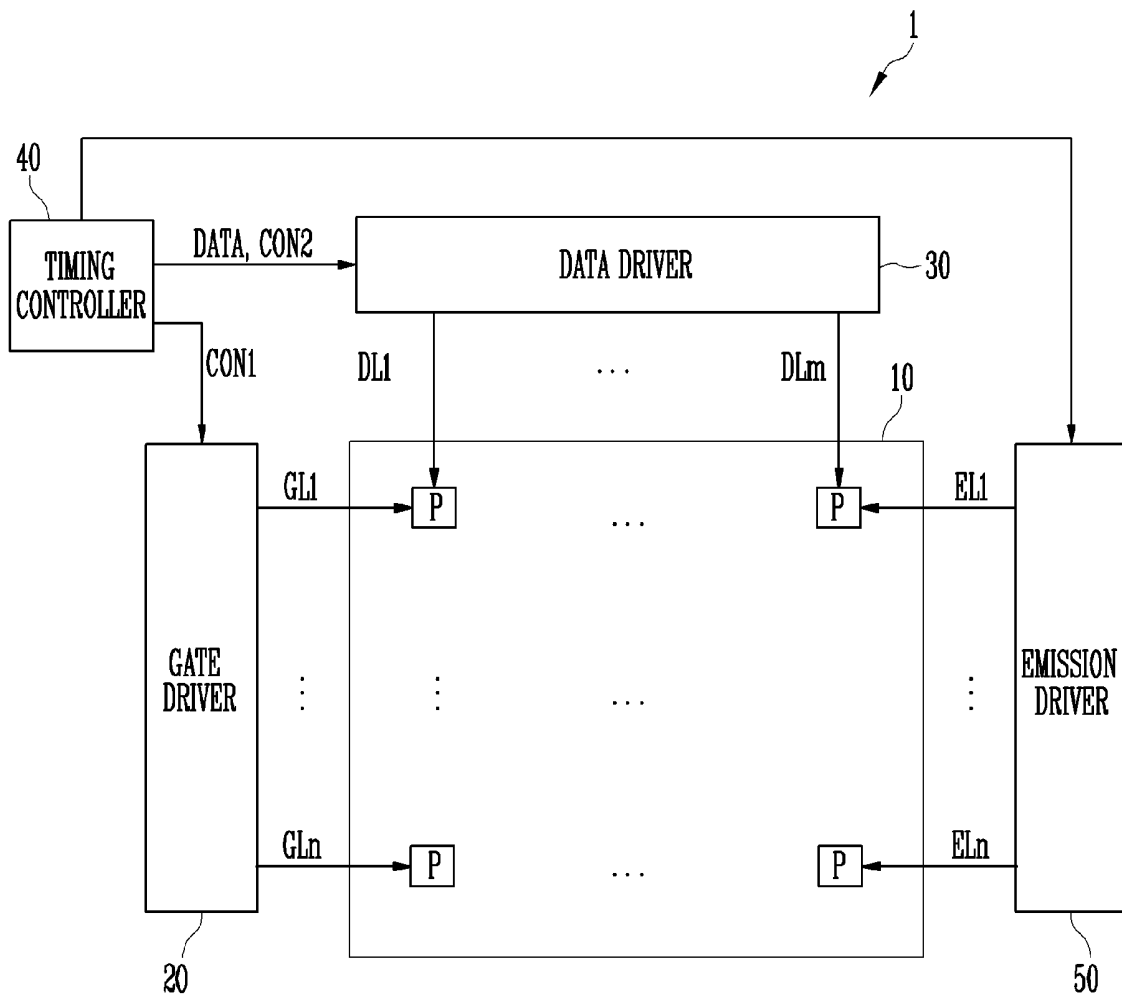 1
40
TIMING
CONTROLLER
DATA, CON2
DATA DRIVER
30
CON1
DL1
...
DLm
10
GL1
P
...
P
EL1
GATE
DRIVER
...
EMISSION
DRIVER
GLn
P
...
P
ELn
20
50